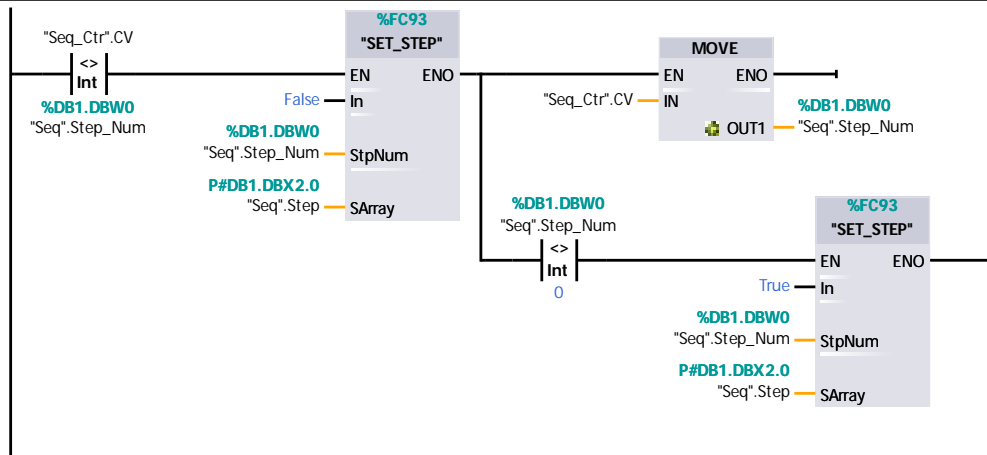 "Seq_Ctr".CV
<>
Int
%DB1.DBW0
"Seq".Step_Num
%FC93
"SET_STEP"
EN ENO
False In
%DB1.DBW0
"Seq".Step_Num StpNum
P#DB1.DBX2.0
"Seq".Step SArray
MOVE
EN ENO
"Seq_Ctr".CV IN
%DB1.DBW0
OUT1 "Seq".Step_Num
%DB1.DBW0
"Seq".Step_Num
<>
Int
0
%FC93
"SET_STEP"
EN ENO
True In
%DB1.DBW0
"Seq".Step_Num StpNum
P#DB1.DBX2.0
"Seq".Step SArray